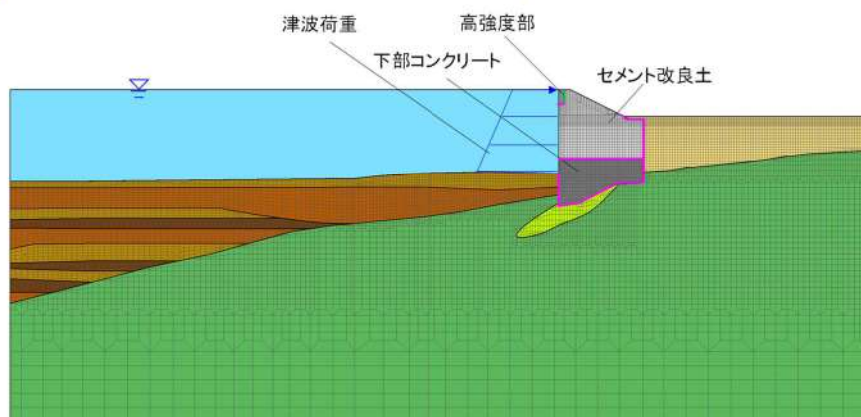 津波荷重
高強度部
下部コンクリート
セメント改良土